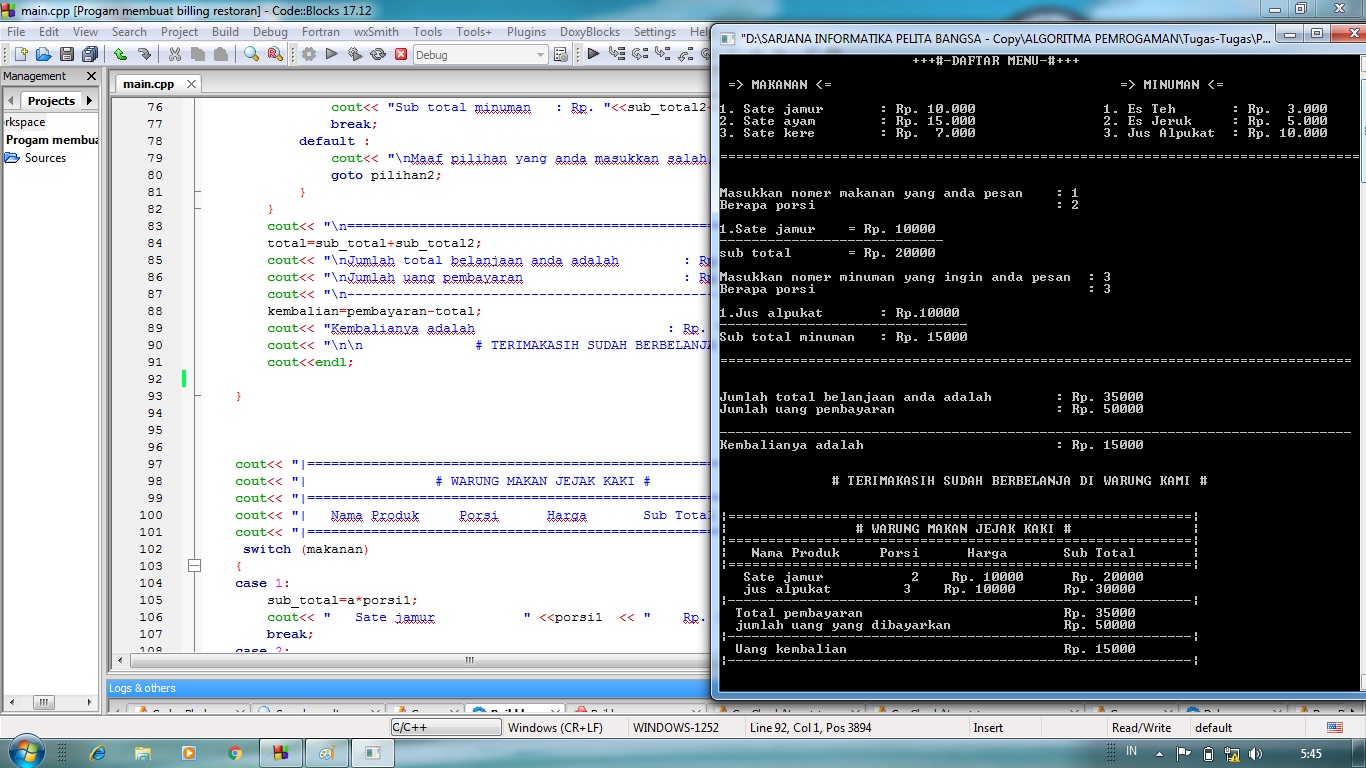 main.cpp [Progam membuat billing restoran] - Code::Blocks 17.12
File Edit View Search Project Build Debug Fortran wxSmith Tools Tools+ Plugins DoxyBlocks Settings
Debug
Management
Projects
rkspace
Progam membua
Sources
main.cpp
76 cout<< "Sub total minuman : Rp. "<<sub_total2
77 break;
78 default :
79 cout<< "\nMaaf pilihan yang anda masukkan salah
80 goto pilihan2;
81 }
82 }
83 cout<< "\n==============================================
84 total=sub_total+sub_total2;
85 cout<< "\nJumlah total belanjaan anda adalah : Rp
86 cout<< "\nJumlah uang pembayaran : Rp
87 cout<< "\n----------------------------------------------
88 kembalian=pembayaran-total;
89 cout<< "Kembalianya adalah : Rp.
90 cout<< "\n\n # TERIMAKASIH SUDAH BERBELANJA
91 cout<<endl;
92
93 }
94
95
96
97 cout<< "|==================================================
98 cout<< "| # WARUNG MAKAN JEJAK KAKI #
99 cout<< "|==================================================
100 cout<< "| Nama Produk Porsi Harga Sub Total
101 cout<< "|==================================================
102 switch (makanan)
103 {
104 case 1:
105 sub_total=a*porsi1;
106 cout<< " Sate jamur " <<porsi1 << " Rp.
107 break;
108 case 2:
Logs & others
C/C++ Windows (CR+LF) WINDOWS-1252 Line 92, Col 1, Pos 3894 Insert Read/Write default
"D:\SARJANA INFORMATIKA PELITA BANGSA - Copy\ALGORITMA PEMROGAMAN\Tugas-Tugas\P...
+++#-DAFTAR MENU-#+++
=> MAKANAN <= => MINUMAN <=
1. Sate jamur : Rp. 10.000 1. Es Teh : Rp. 3.000
2. Sate ayam : Rp. 15.000 2. Es Jeruk : Rp. 5.000
3. Sate kere : Rp. 7.000 3. Jus Alpukat : Rp. 10.000
================================================================================
Masukkan nomer makanan yang anda pesan : 1
Berapa porsi : 2
1.Sate jamur = Rp. 10000
----------------------------
sub total = Rp. 20000
Masukkan nomer minuman yang ingin anda pesan : 3
Berapa porsi : 3
1.Jus alpukat : Rp.10000
-------------------------------
Sub total minuman : Rp. 15000
===============================================================================
Jumlah total belanjaan anda adalah : Rp. 35000
Jumlah uang pembayaran : Rp. 50000
-------------------------------------------------------------------------------
Kembalianya adalah : Rp. 15000
# TERIMAKASIH SUDAH BERBELANJA DI WARUNG KAMI #
|==========================================================|
| # WARUNG MAKAN JEJAK KAKI # |
|==========================================================|
| Nama Produk Porsi Harga Sub Total |
|==========================================================|
Sate jamur 2 Rp. 10000 Rp. 20000
jus alpukat 3 Rp. 10000 Rp. 30000
|----------------------------------------------------------|
Total pembayaran Rp. 35000
jumlah uang yang dibayarkan Rp. 50000
|----------------------------------------------------------|
Uang kembalian Rp. 15000
|----------------------------------------------------------|
IN 5:45